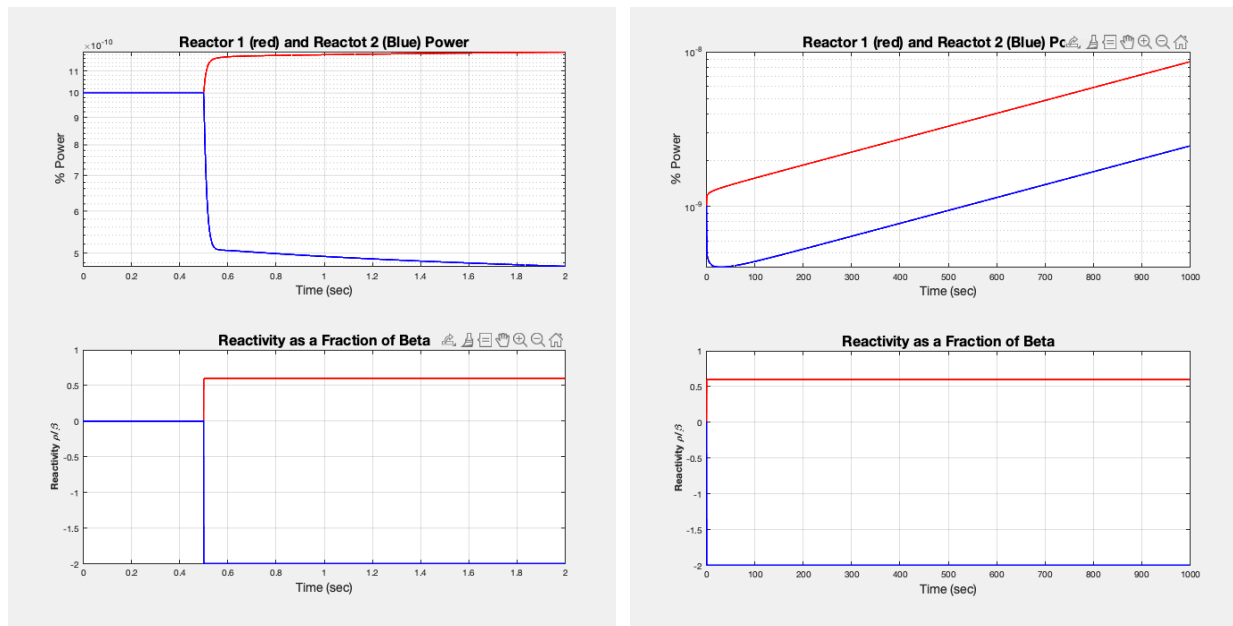 Reactor 1 (red) and Reactot 2 (Blue) Power
×10⁻¹⁰
11
10
9
8
7
6
5
% Power
0 0.2 0.4 0.6 0.8 1 1.2 1.4 1.6 1.8 2
Time (sec)
Reactivity as a Fraction of Beta
1
0.5
0
-0.5
-1
-1.5
-2
Reactivity ρ/β
0 0.2 0.4 0.6 0.8 1 1.2 1.4 1.6 1.8 2
Time (sec)
Reactor 1 (red) and Reactot 2 (Blue) Po
10⁻⁸
10⁻⁹
% Power
0 100 200 300 400 500 600 700 800 900 1000
Time (sec)
Reactivity as a Fraction of Beta
1
0.5
0
-0.5
-1
-1.5
-2
Reactivity ρ/β
0 100 200 300 400 500 600 700 800 900 1000
Time (sec)